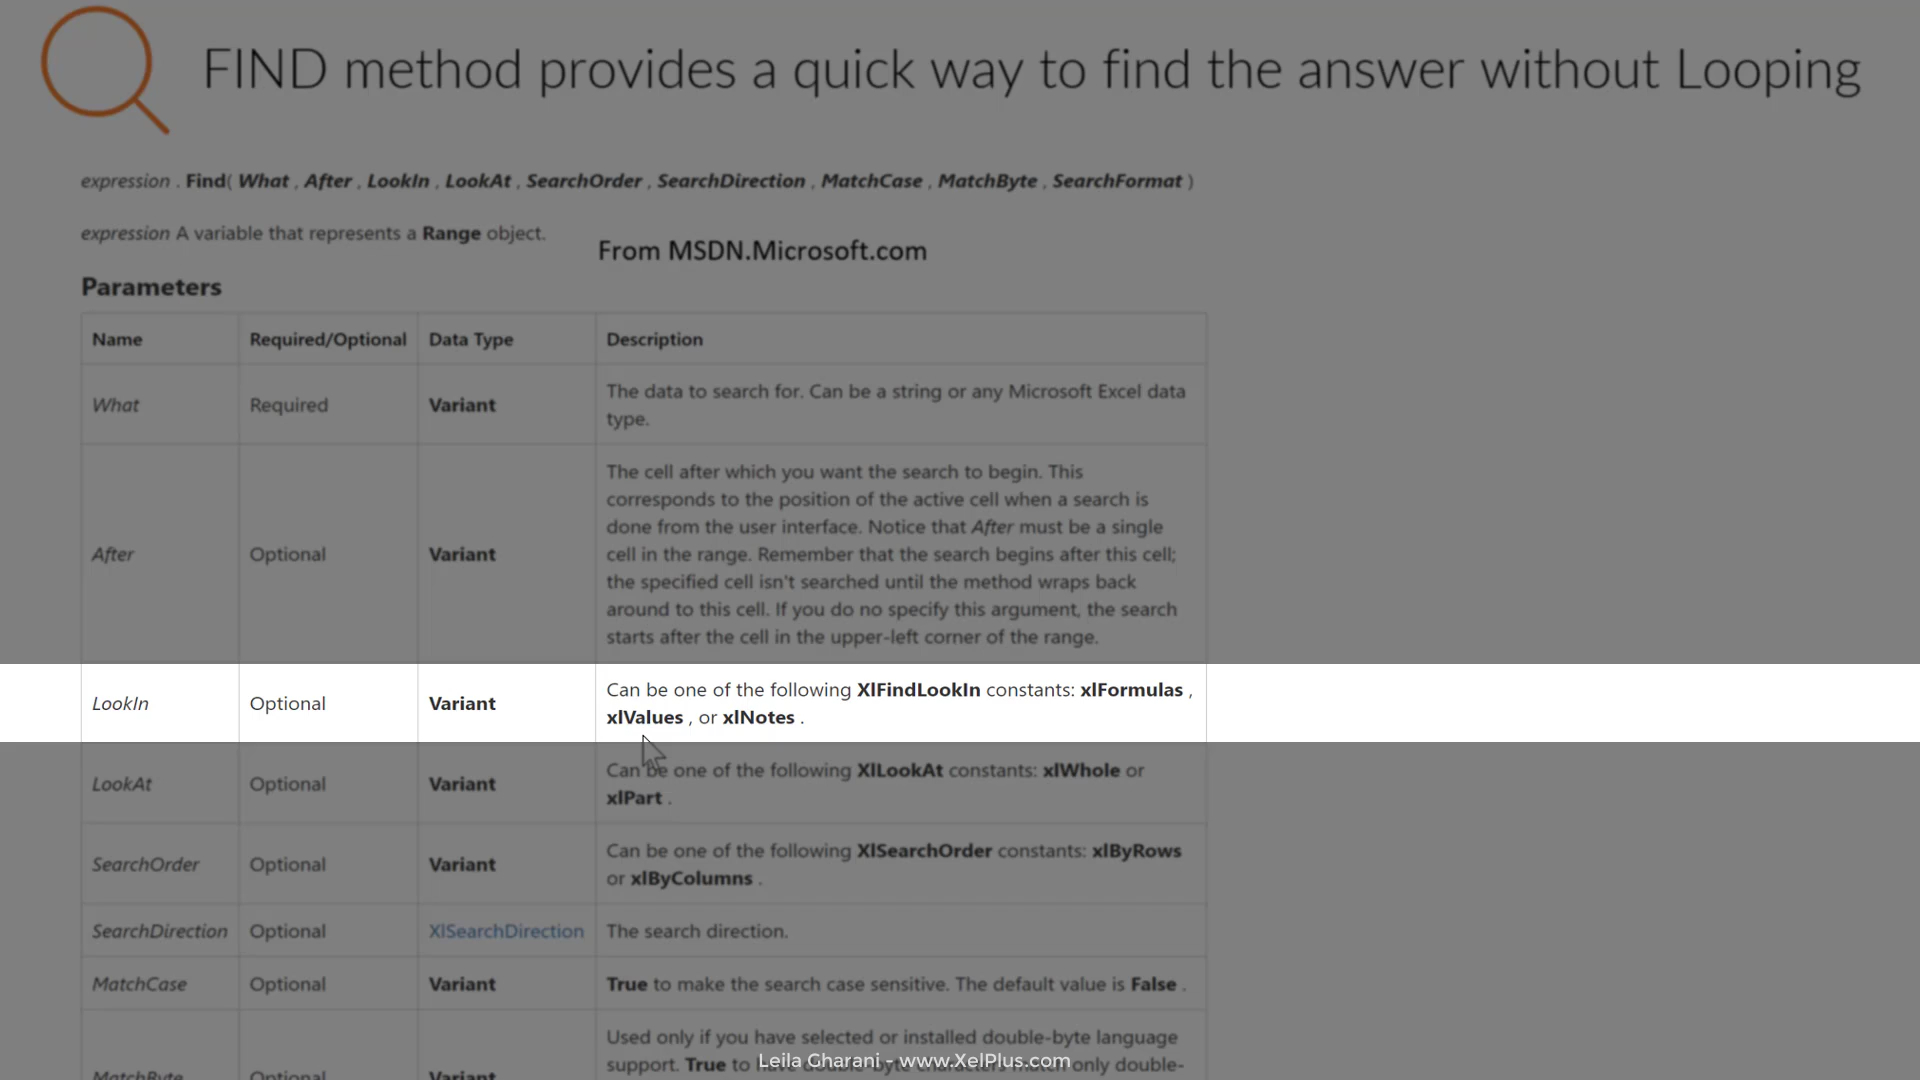 FIND method provides a quick way to find the answer without Looping
expression . Find( What , After , LookIn , LookAt , SearchOrder , SearchDirection , MatchCase , MatchByte , SearchFormat )
expression A variable that represents a Range object.
From MSDN.Microsoft.com
Parameters
Name Required/Optional Data Type Description
What Required Variant The data to search for. Can be a string or any Microsoft Excel data
type.
After Optional Variant The cell after which you want the search to begin. This
corresponds to the position of the active cell when a search is
done from the user interface. Notice that After must be a single
cell in the range. Remember that the search begins after this cell;
the specified cell isn't searched until the method wraps back
around to this cell. If you do no specify this argument, the search
starts after the cell in the upper-left corner of the range.
LookIn Optional Variant Can be one of the following XlFindLookIn constants: xlFormulas ,
xlValues , or xlNotes .
LookAt Optional Variant Can be one of the following XlLookAt constants: xlWhole or
xlPart .
SearchOrder Optional Variant Can be one of the following XlSearchOrder constants: xlByRows
or xlByColumns .
SearchDirection Optional XlSearchDirection The search direction.
MatchCase Optional Variant True to make the search case sensitive. The default value is False .
MatchByte Optional Variant Used only if you have selected or installed double-byte language
support. True to have double-byte characters match only double-
Leila Gharani - www.XelPlus.com